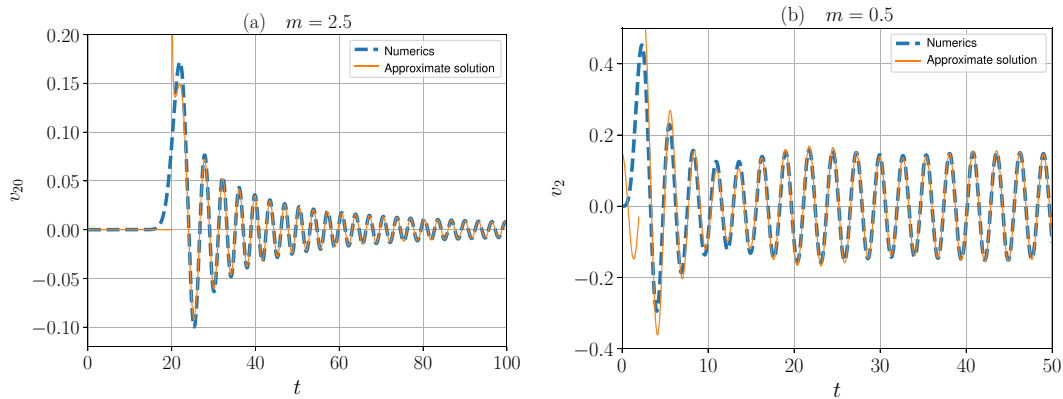 (a) m = 2.5
0.20
0.15
0.10
0.05
0.00
−0.05
−0.10
v20
0 20 40 60 80 100
t
Numerics
Approximate solution
(b) m = 0.5
0.4
0.2
0.0
−0.2
−0.4
v2
0 10 20 30 40 50
t
Numerics
Approximate solution